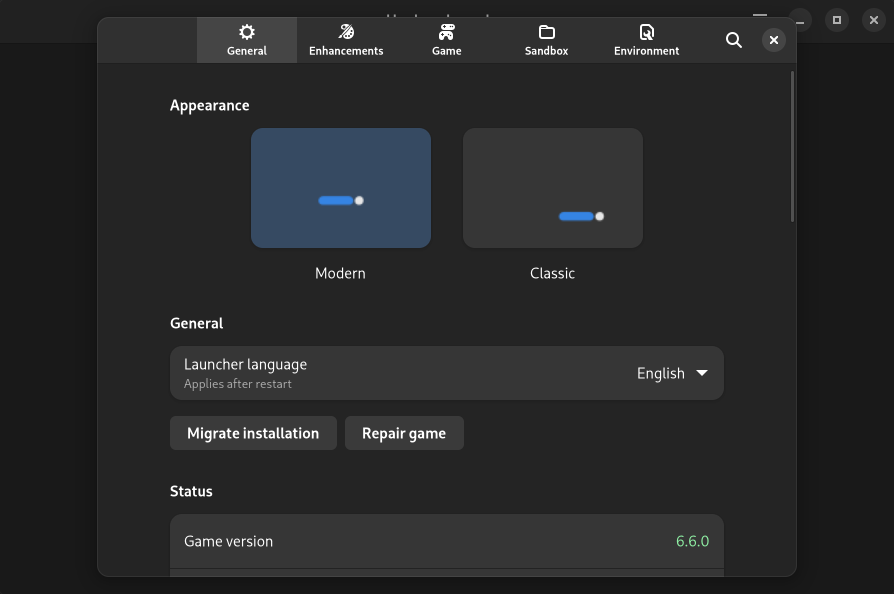 General
Enhancements
Game
Sandbox
Environment
Appearance
Modern
Classic
General
Launcher language
Applies after restart
English
Migrate installation
Repair game
Status
Game version
6.6.0